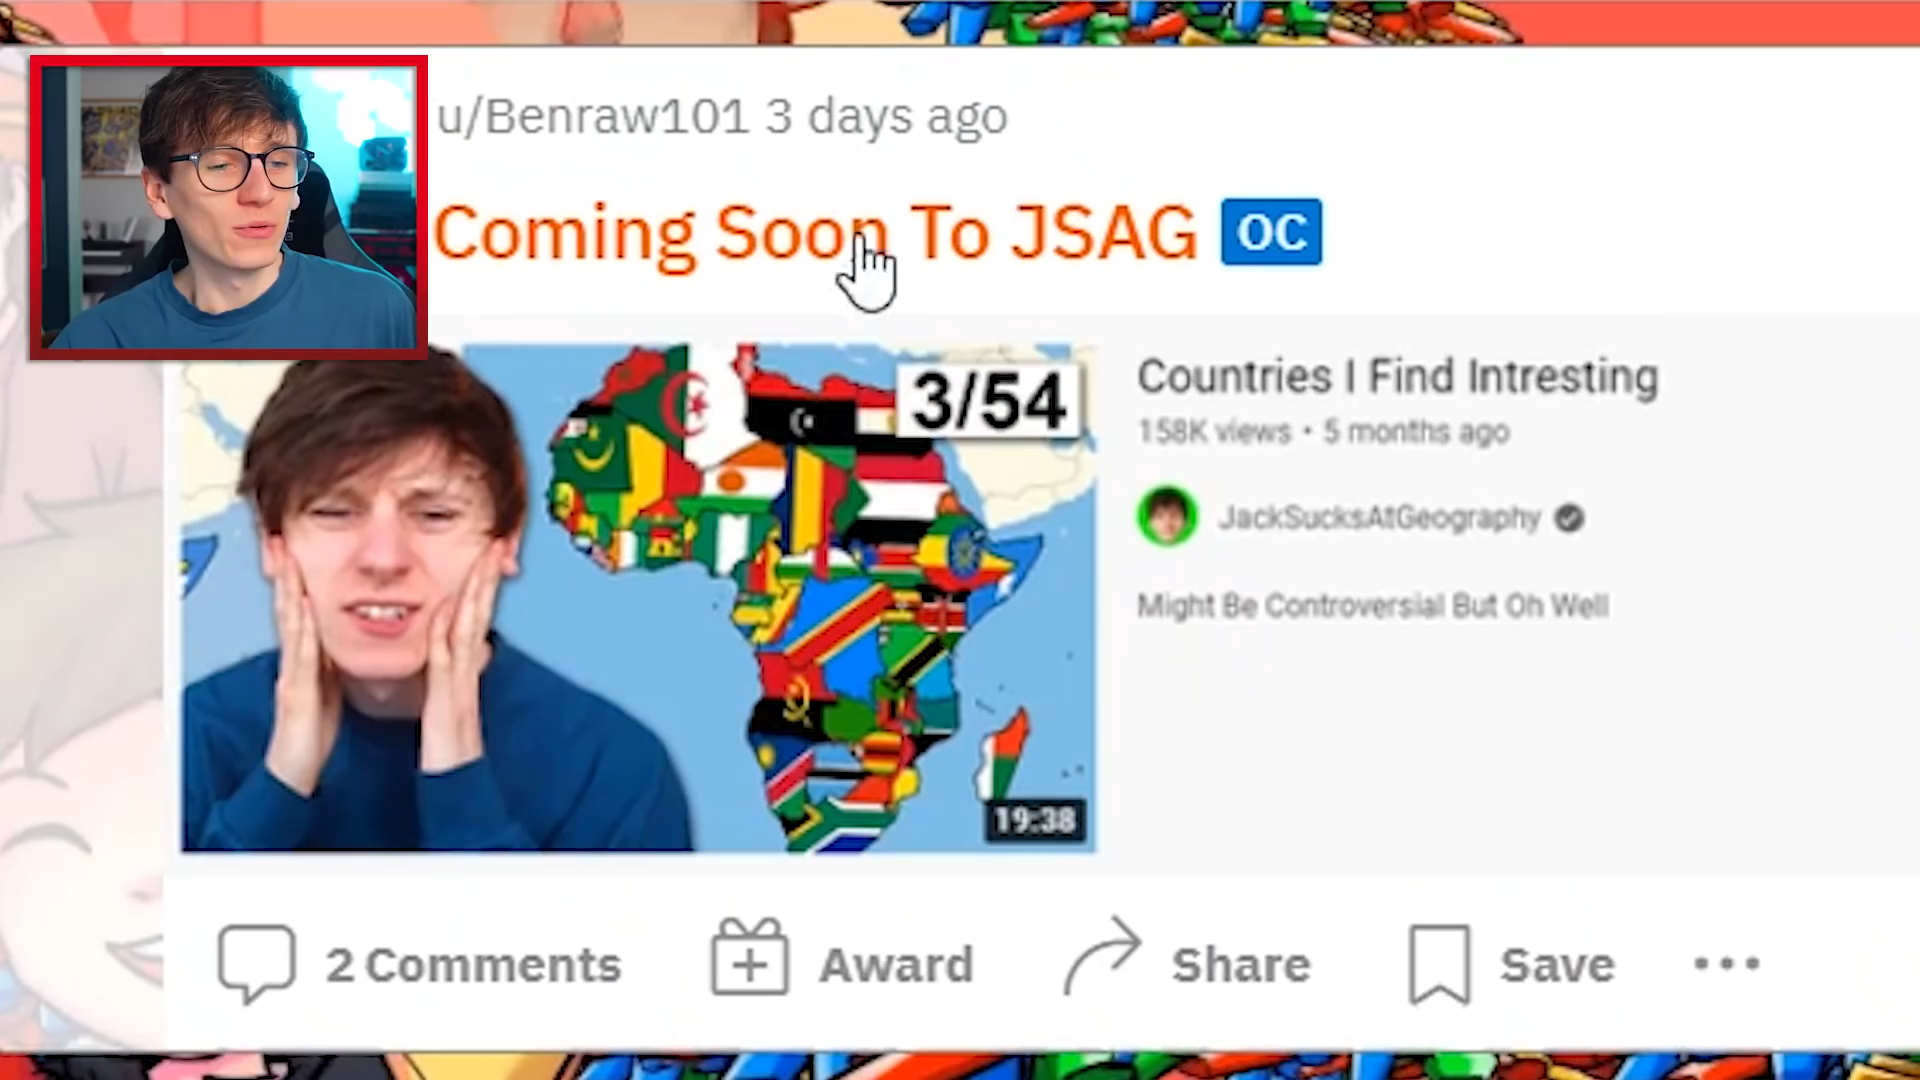 u/Benraw101 3 days ago
Coming Soon To JSAG OC
3/54
19:38
Countries I Find Intresting
158K views • 5 months ago
JackSucksAtGeography
Might Be Controversial But Oh Well
2 Comments
Award
Share
Save